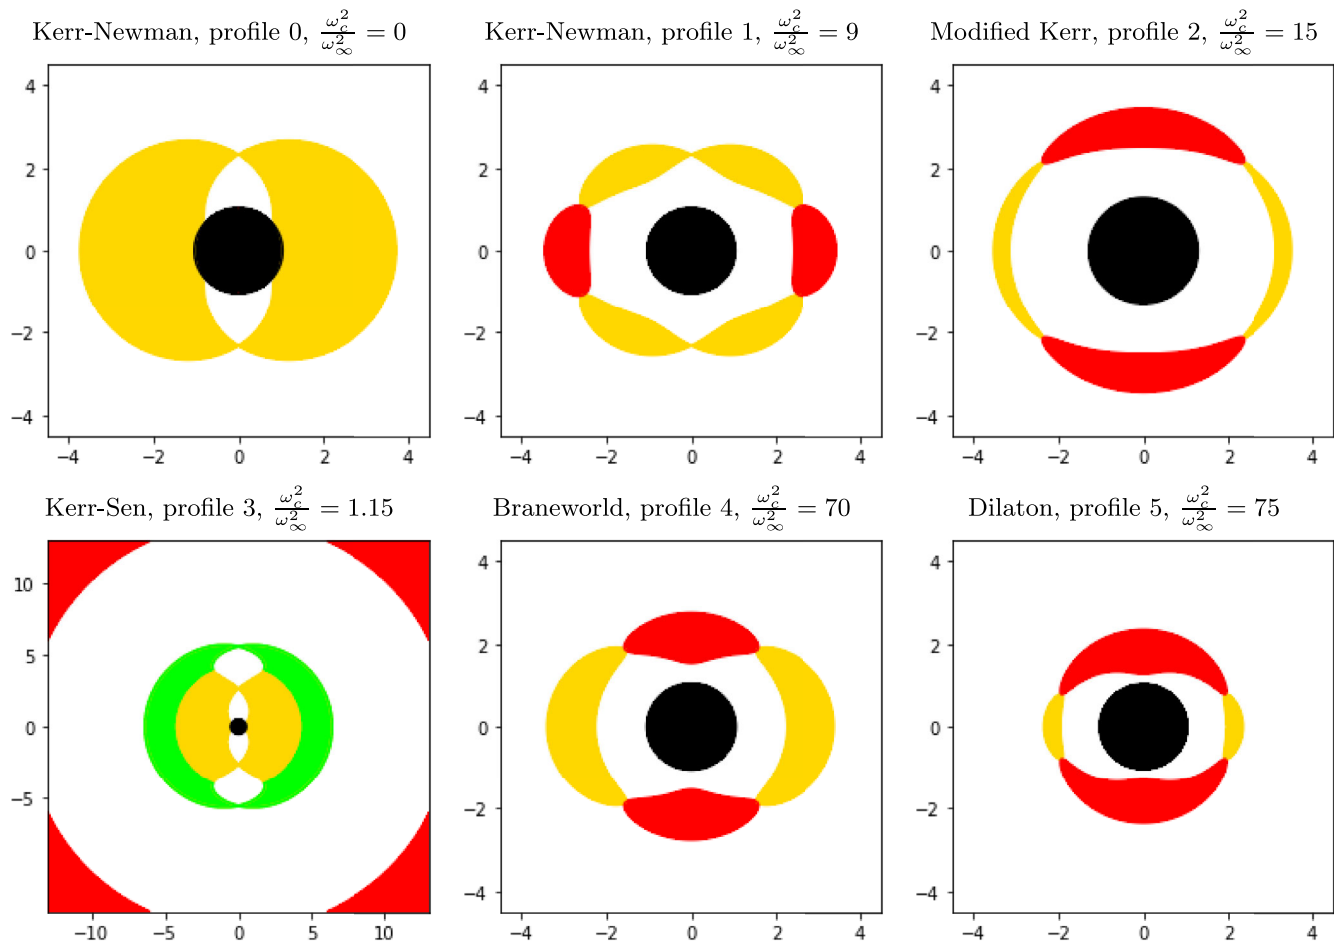 Kerr-Newman, profile 0, ω_c^2/ω_∞^2 = 0
4
2
0
−2
−4
−4 −2 0 2 4
Kerr-Newman, profile 1, ω_c^2/ω_∞^2 = 9
4
2
0
−2
−4
−4 −2 0 2 4
Modified Kerr, profile 2, ω_c^2/ω_∞^2 = 15
4
2
0
−2
−4
−4 −2 0 2 4
Kerr-Sen, profile 3, ω_c^2/ω_∞^2 = 1.15
10
5
0
−5
−10 −5 0 5 10
Braneworld, profile 4, ω_c^2/ω_∞^2 = 70
4
2
0
−2
−4
−4 −2 0 2 4
Dilaton, profile 5, ω_c^2/ω_∞^2 = 75
4
2
0
−2
−4
−4 −2 0 2 4